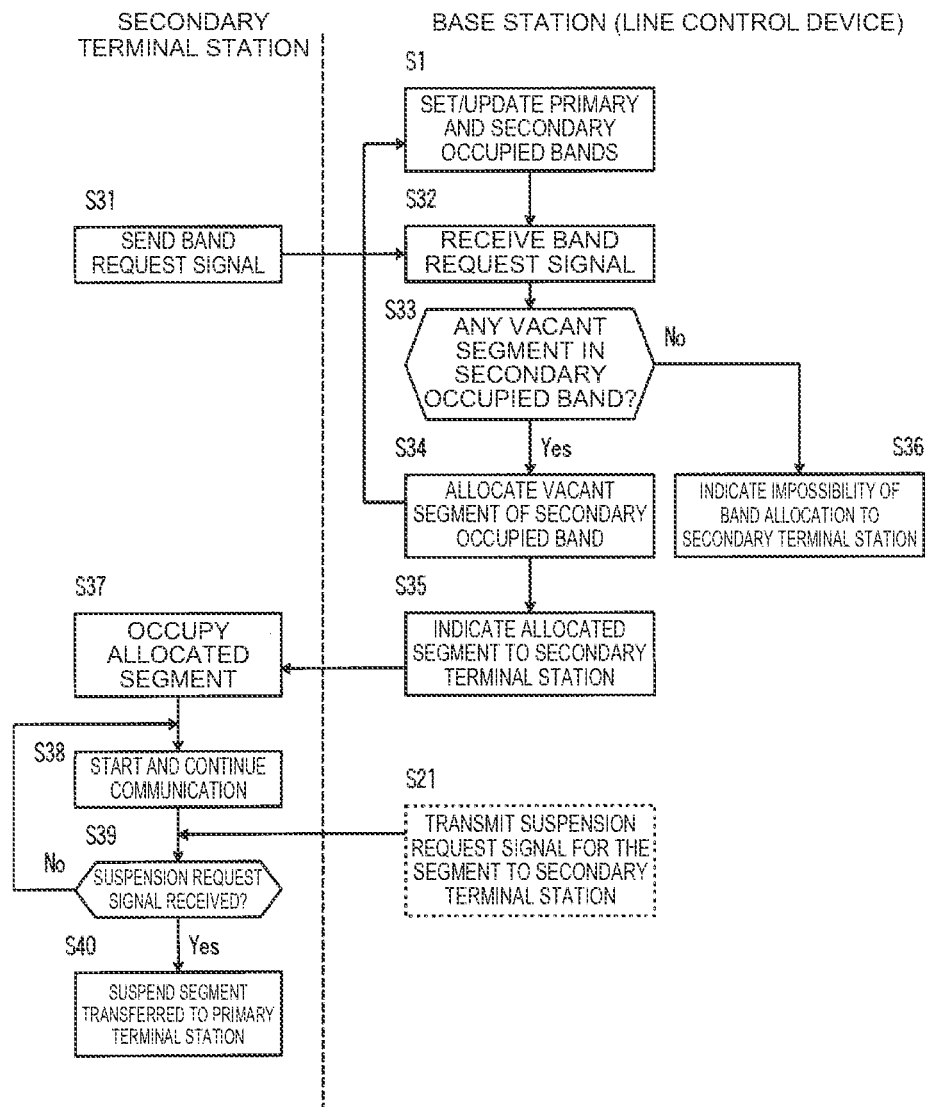 SECONDARY
TERMINAL STATION
BASE STATION (LINE CONTROL DEVICE)
S1
SET/UPDATE PRIMARY
AND SECONDARY
OCCUPIED BANDS
S31
SEND BAND
REQUEST SIGNAL
S32
RECEIVE BAND
REQUEST SIGNAL
S33
ANY VACANT
SEGMENT IN
SECONDARY
OCCUPIED BAND?
No
Yes
S34
ALLOCATE VACANT
SEGMENT OF SECONDARY
OCCUPIED BAND
S36
INDICATE IMPOSSIBILITY OF
BAND ALLOCATION TO
SECONDARY TERMINAL STATION
S37
OCCUPY
ALLOCATED
SEGMENT
S35
INDICATE ALLOCATED
SEGMENT TO SECONDARY
TERMINAL STATION
S38
START AND CONTINUE
COMMUNICATION
S21
TRANSMIT SUSPENSION
REQUEST SIGNAL FOR THE
SEGMENT TO SECONDARY
TERMINAL STATION
S39
No
SUSPENSION REQUEST
SIGNAL RECEIVED?
S40
Yes
SUSPEND SEGMENT
TRANSFERRED TO PRIMARY
TERMINAL STATION